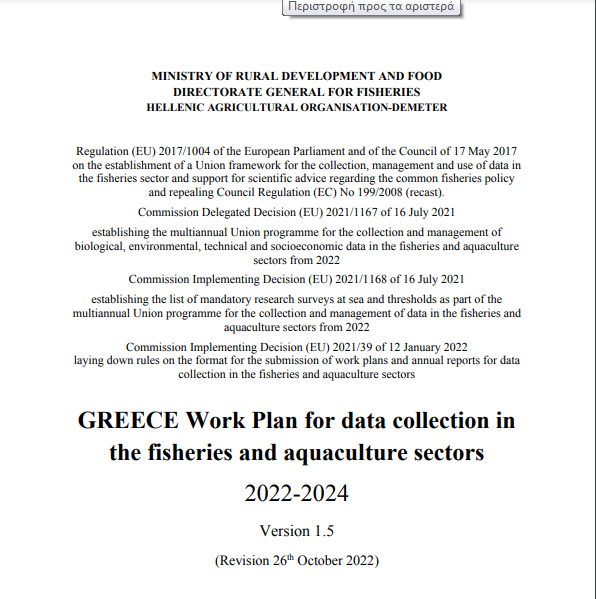 Περιστροφή προς τα αριστερά
MINISTRY OF RURAL DEVELOPMENT AND FOOD
DIRECTORATE GENERAL FOR FISHERIES
HELLENIC AGRICULTURAL ORGANISATION-DEMETER
Regulation (EU) 2017/1004 of the European Parliament and of the Council of 17 May 2017
on the establishment of a Union framework for the collection, management and use of data in
the fisheries sector and support for scientific advice regarding the common fisheries policy
and repealing Council Regulation (EC) No 199/2008 (recast).
Commission Delegated Decision (EU) 2021/1167 of 16 July 2021
establishing the multiannual Union programme for the collection and management of
biological, environmental, technical and socioeconomic data in the fisheries and aquaculture
sectors from 2022
Commission Implementing Decision (EU) 2021/1168 of 16 July 2021
establishing the list of mandatory research surveys at sea and thresholds as part of the
multiannual Union programme for the collection and management of data in the fisheries and
aquaculture sectors from 2022
Commission Implementing Decision (EU) 2021/39 of 12 January 2022
laying down rules on the format for the submission of work plans and annual reports for data
collection in the fisheries and aquaculture sectors
GREECE Work Plan for data collection in
the fisheries and aquaculture sectors
2022-2024
Version 1.5
(Revision 26th October 2022)